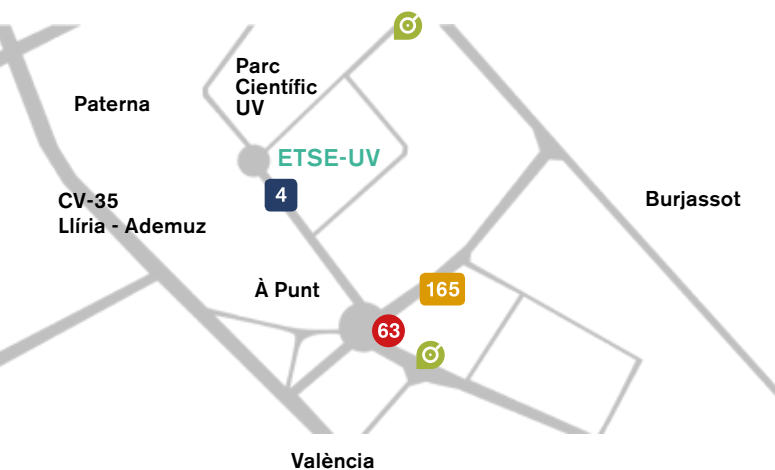 Parc
Científic
UV
Paterna
ETSE-UV
4
CV-35
Llíria - Ademuz
Burjassot
À Punt
165
63
València